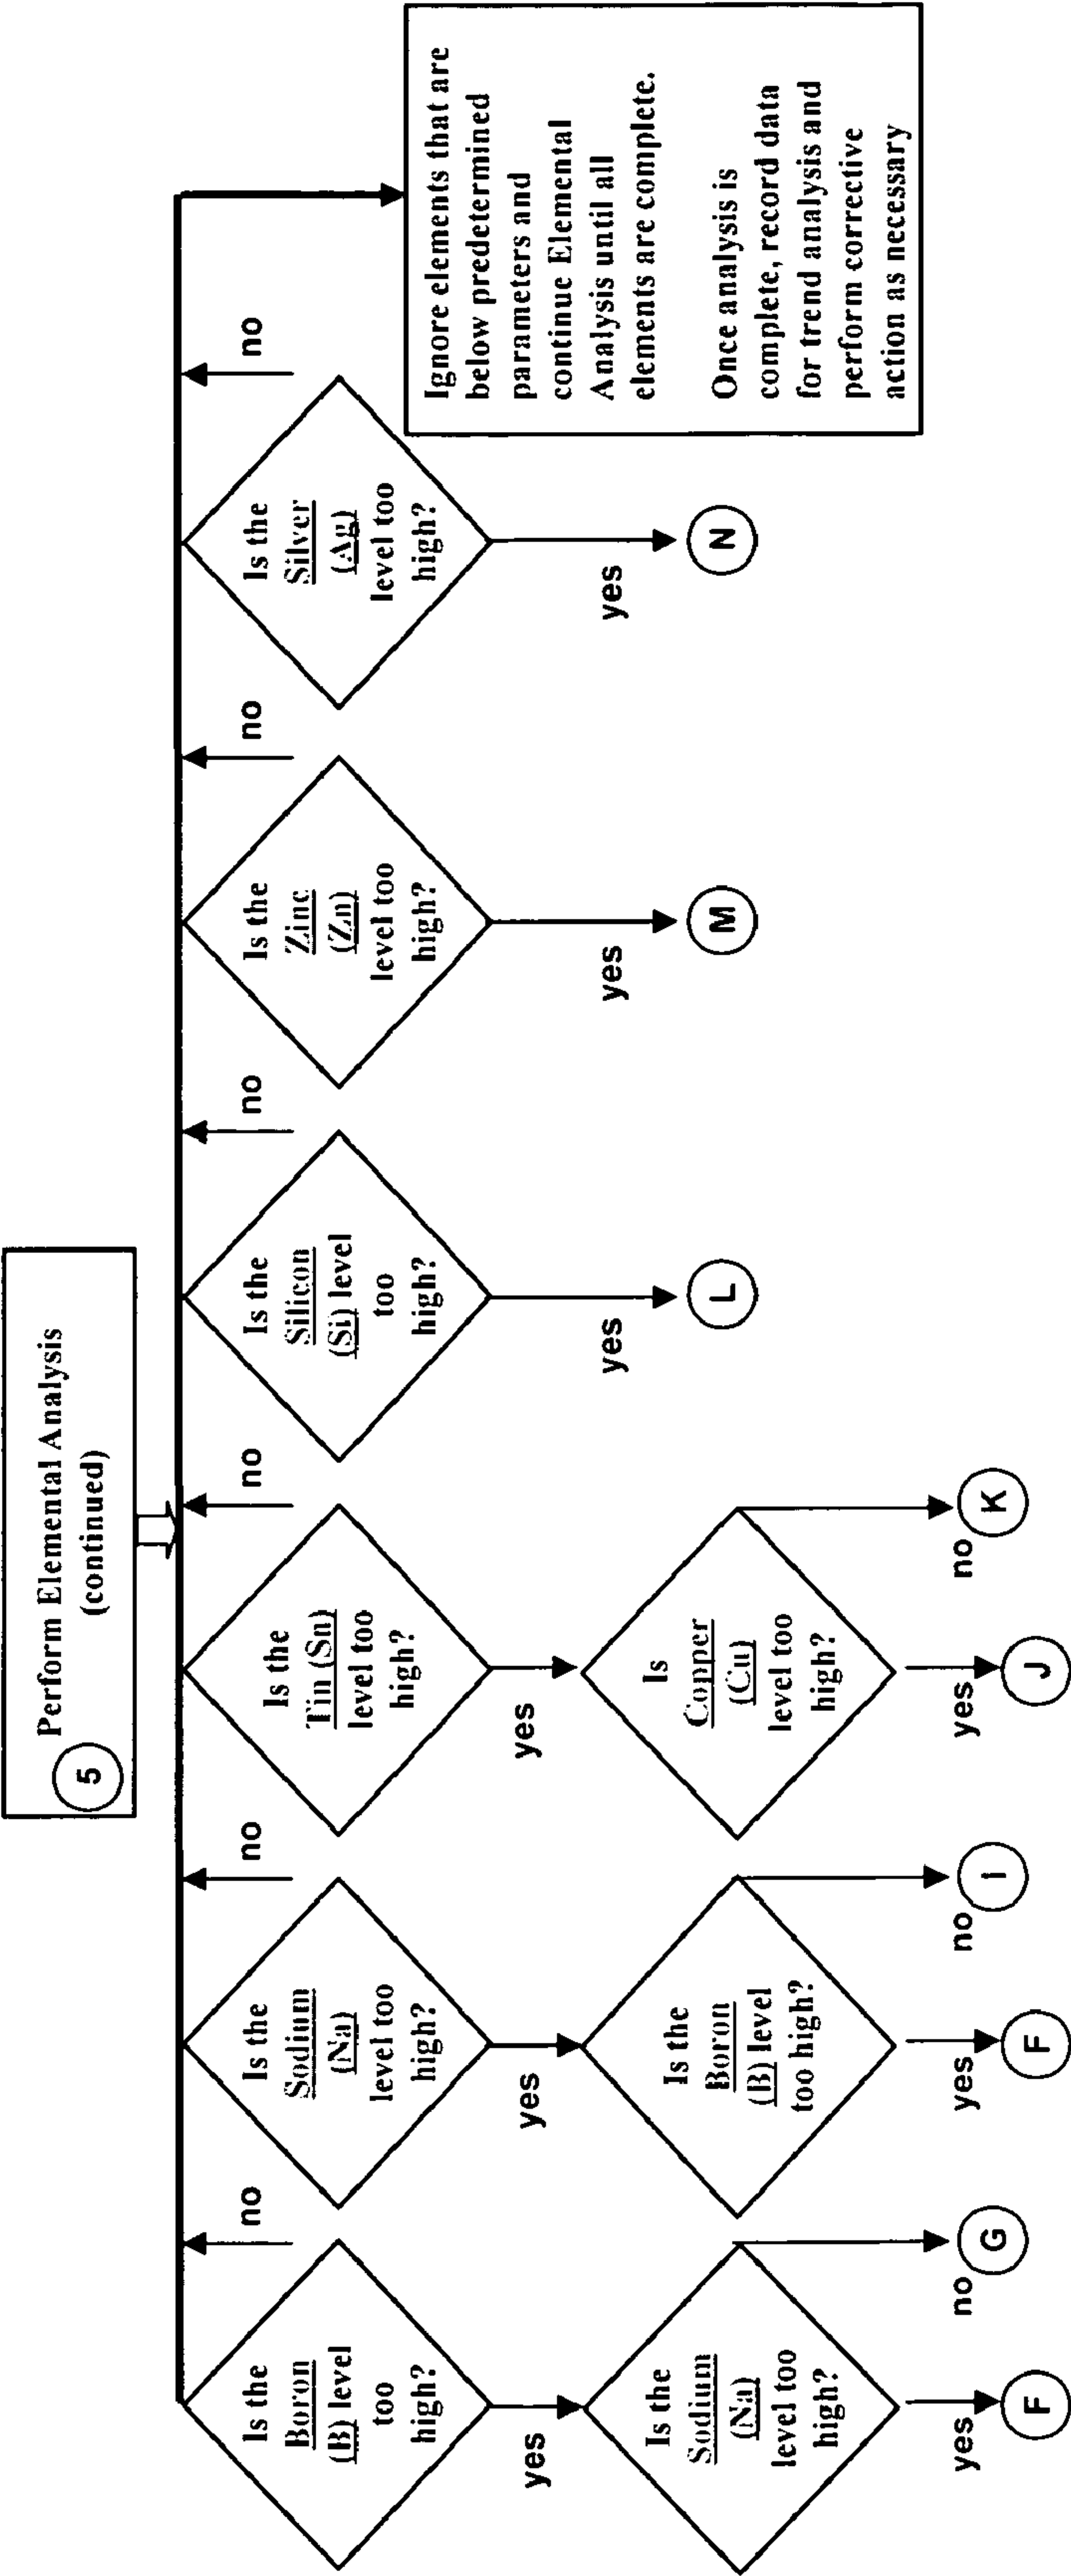 Perform Elemental Analysis
5
(continued)
Is the
Boron
(B) level
too
high?
no
yes
Is the
Sodium
(Na)
level too
high?
no
yes
G
F
Is the
Sodium
(Na)
level too
high?
no
yes
Is the
Boron
(B) level
too high?
no
yes
I
F
Is the
Tin (Sn)
level too
high?
no
yes
Is
Copper
(Cu)
level too
high?
no
yes
K
J
Is the
Silicon
(Si) level
too
high?
no
yes
L
Is the
Zinc
(Zn)
level too
high?
no
yes
M
Is the
Silver
(Ag)
level too
high?
no
yes
N
Ignore elements that are
below predetermined
parameters and
continue Elemental
Analysis until all
elements are complete.
Once analysis is
complete, record data
for trend analysis and
perform corrective
action as necessary